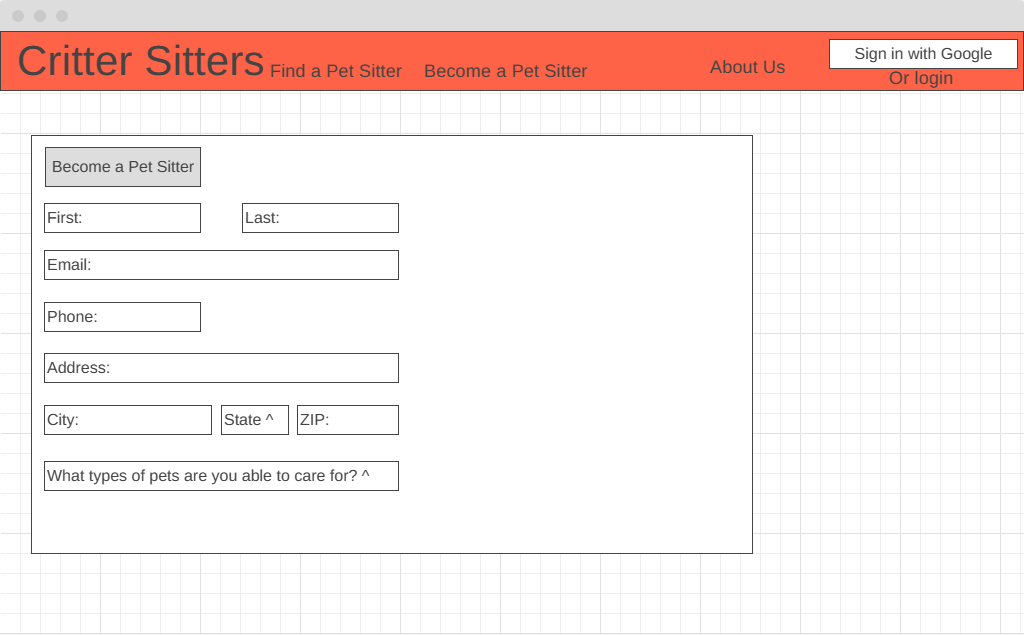 Critter Sitters Find a Pet Sitter Become a Pet Sitter About Us Sign in with Google
Or login
Become a Pet Sitter
First: Last:
Email:
Phone:
Address:
City: State ^ ZIP:
What types of pets are you able to care for? ^